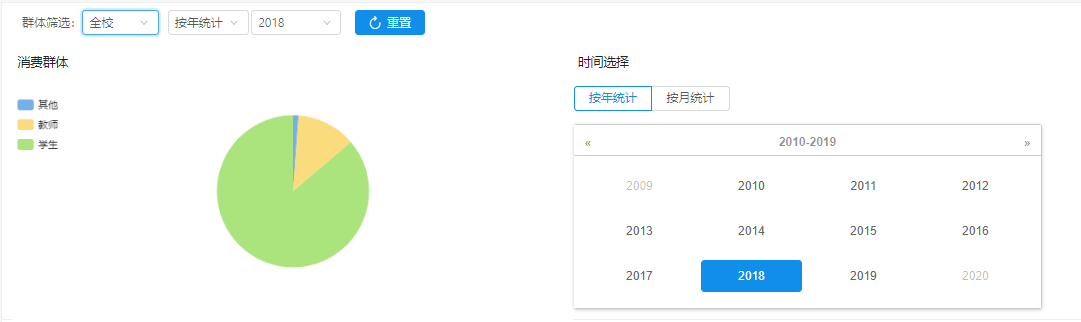 群体筛选: 全校 按年统计 2018 重置
消费群体
其他
教师
学生
时间选择
按年统计 按月统计
« 2010-2019 »
2009 2010 2011 2012
2013 2014 2015 2016
2017 2018 2019 2020